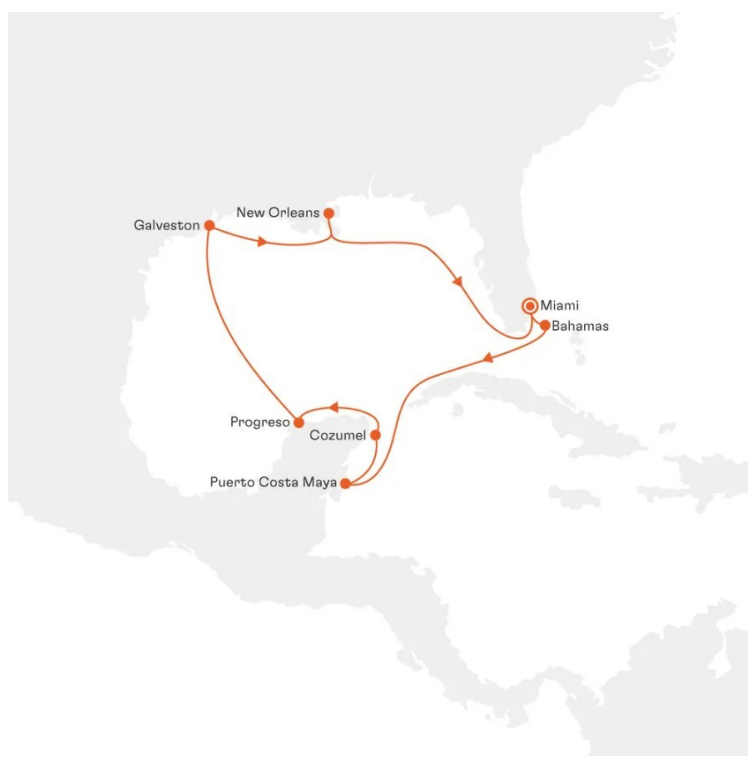 New Orleans
Galveston
Miami
Bahamas
Progreso
Cozumel
Puerto Costa Maya